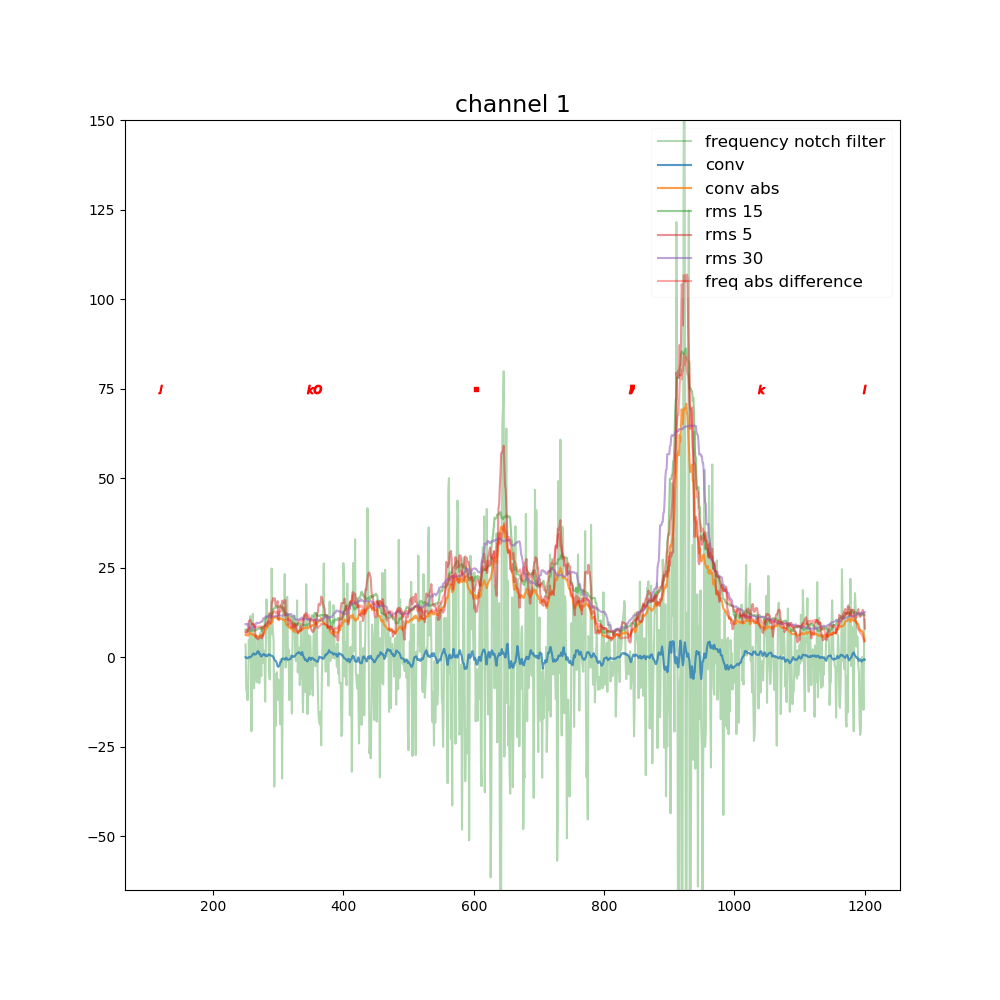 channel 1
150
125
100
75
50
25
0
−25
−50
frequency notch filter
conv
conv abs
rms 15
rms 5
rms 30
freq abs difference
k0
k
l
200 400 600 800 1000 1200